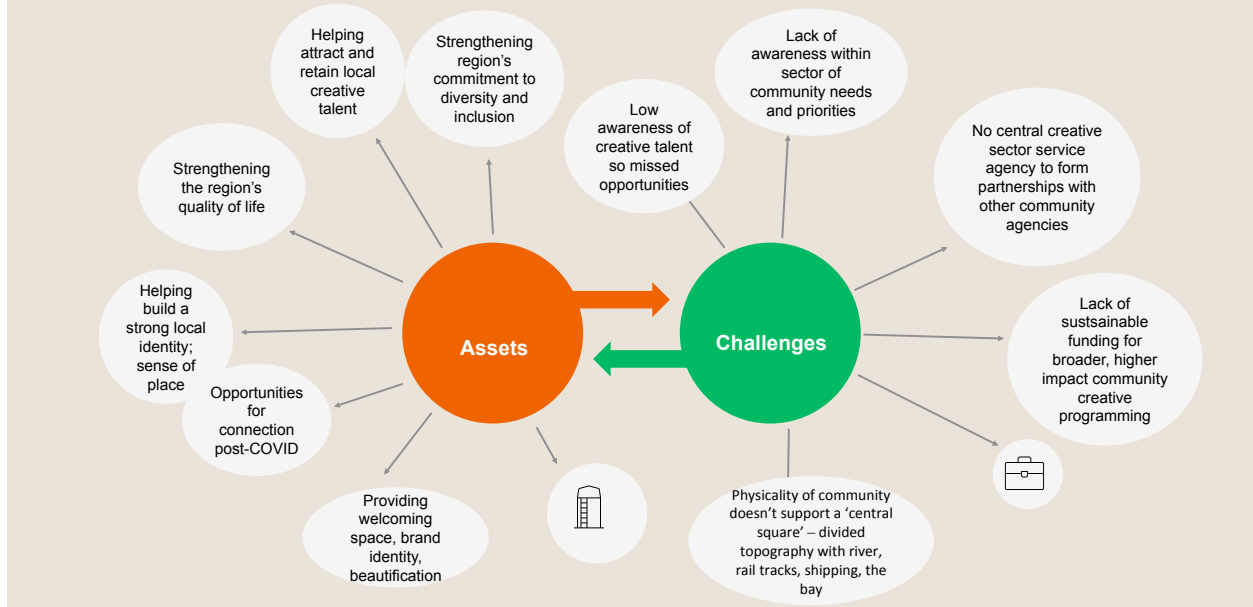 Helping
attract and
retain local
creative
talent
Strengthening
region's
commitment to
diversity and
inclusion
Strengthening
the region's
quality of life
Helping
build a
strong local
identity;
sense of
place
Opportunities
for
connection
post-COVID
Providing
welcoming
space, brand
identity,
beautification
Assets
Low
awareness of
creative talent
so missed
opportunities
Lack of
awareness within
sector of
community needs
and priorities
No central creative
sector service
agency to form
partnerships with
other community
agencies
Challenges
Lack of
sustsainable
funding for
broader, higher
impact community
creative
programming
Physicality of community
doesn't support a 'central
square' – divided
topography with river,
rail tracks, shipping, the
bay